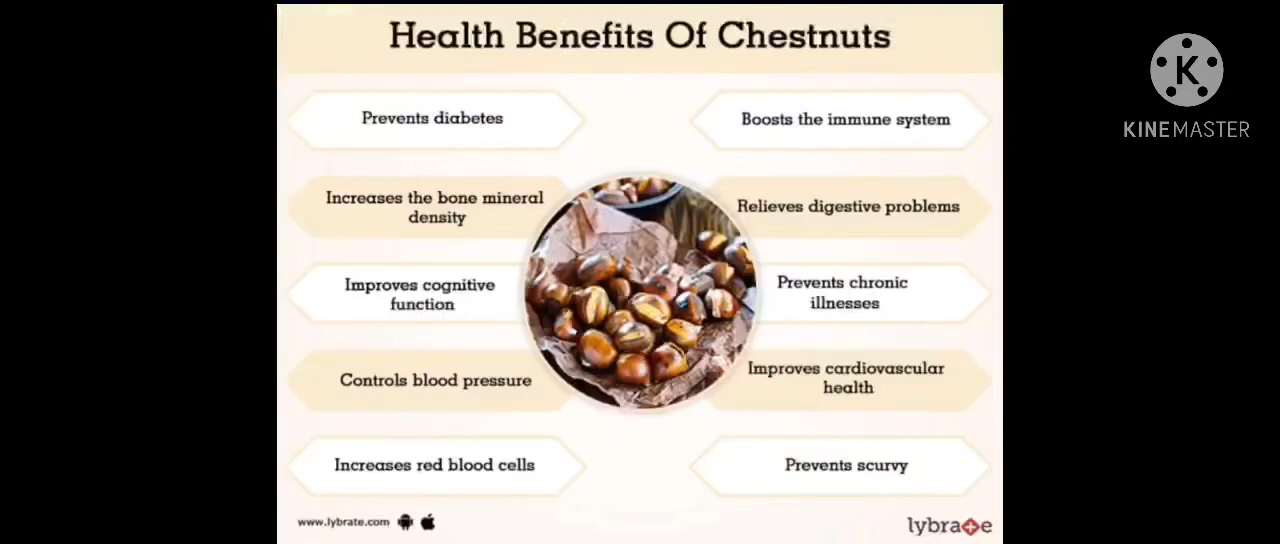 Health Benefits Of Chestnuts
Prevents diabetes
Boosts the immune system
Increases the bone mineral
density
Relieves digestive problems
Improves cognitive
function
Prevents chronic
illnesses
Controls blood pressure
Improves cardiovascular
health
Increases red blood cells
Prevents scurvy
www.lybrate.com
lybrate
K
KINEMASTER